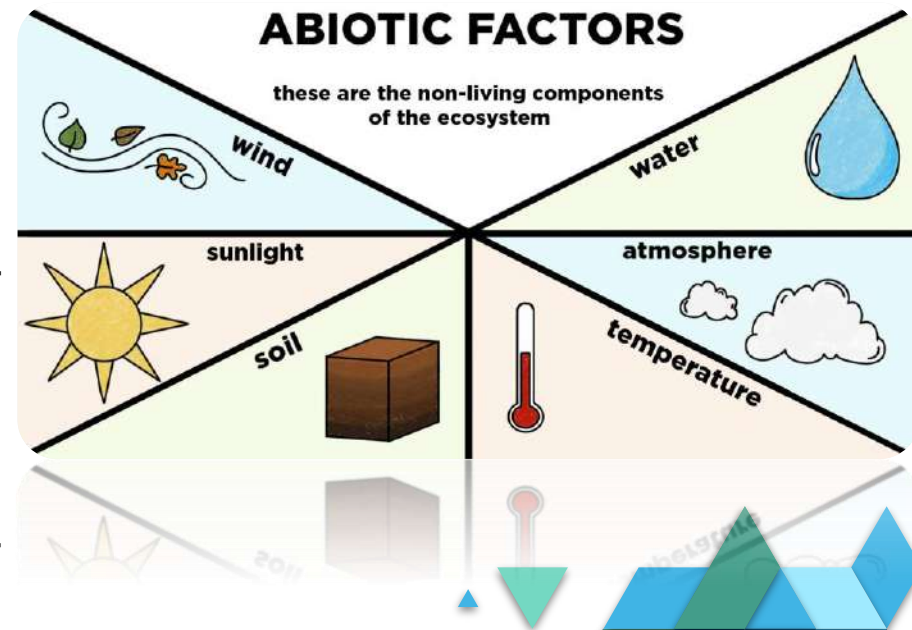 ABIOTIC FACTORS
these are the non-living components
of the ecosystem
wind
water
sunlight
atmosphere
soil
temperature